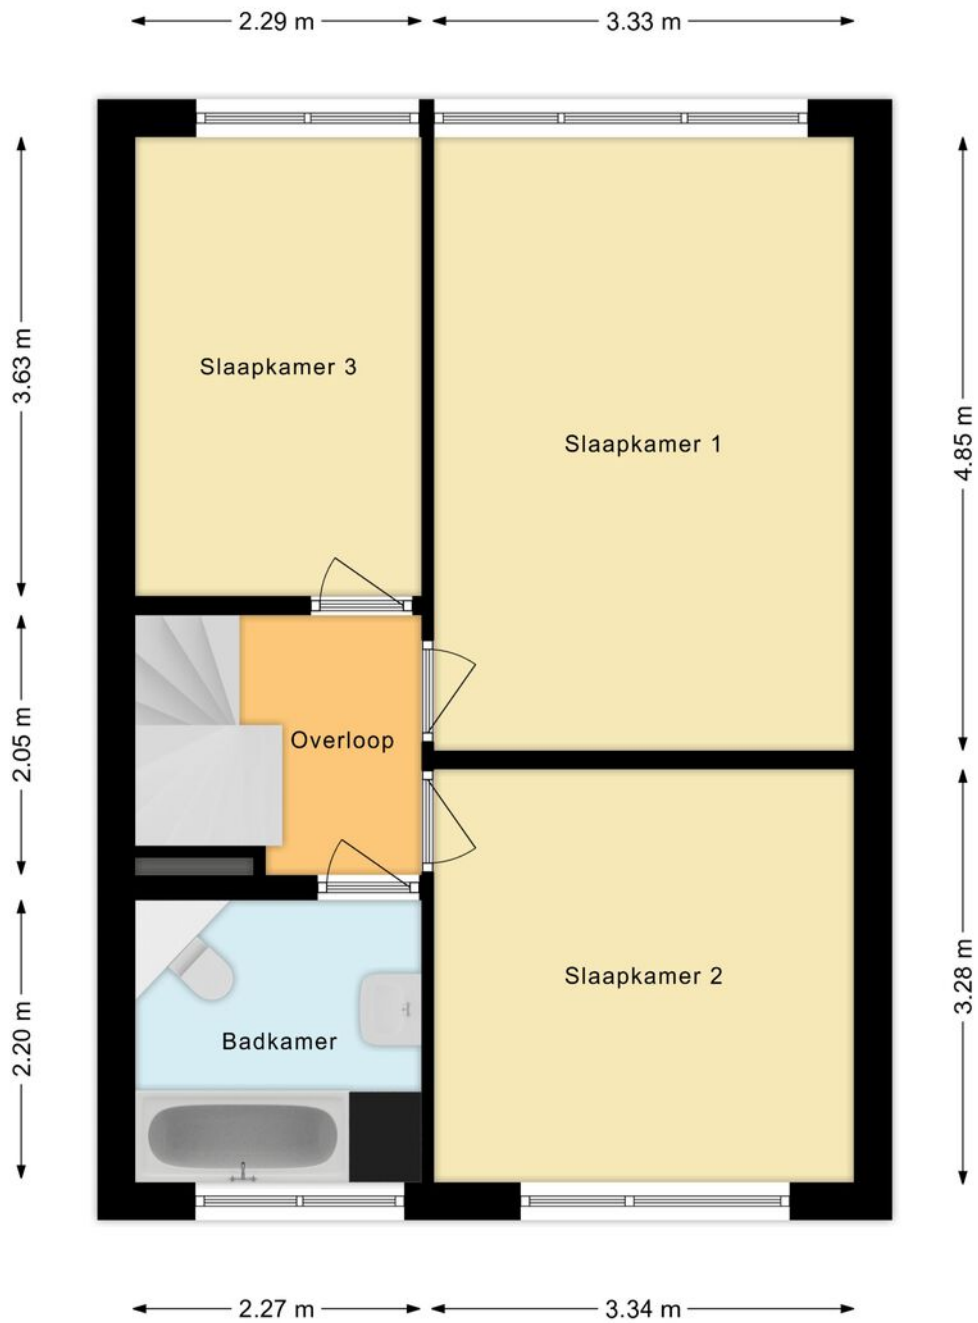 2.29 m
3.33 m
3.63 m
Slaapkamer 3
Slaapkamer 1
4.85 m
2.05 m
Overloop
Slaapkamer 2
3.28 m
2.20 m
Badkamer
2.27 m
3.34 m